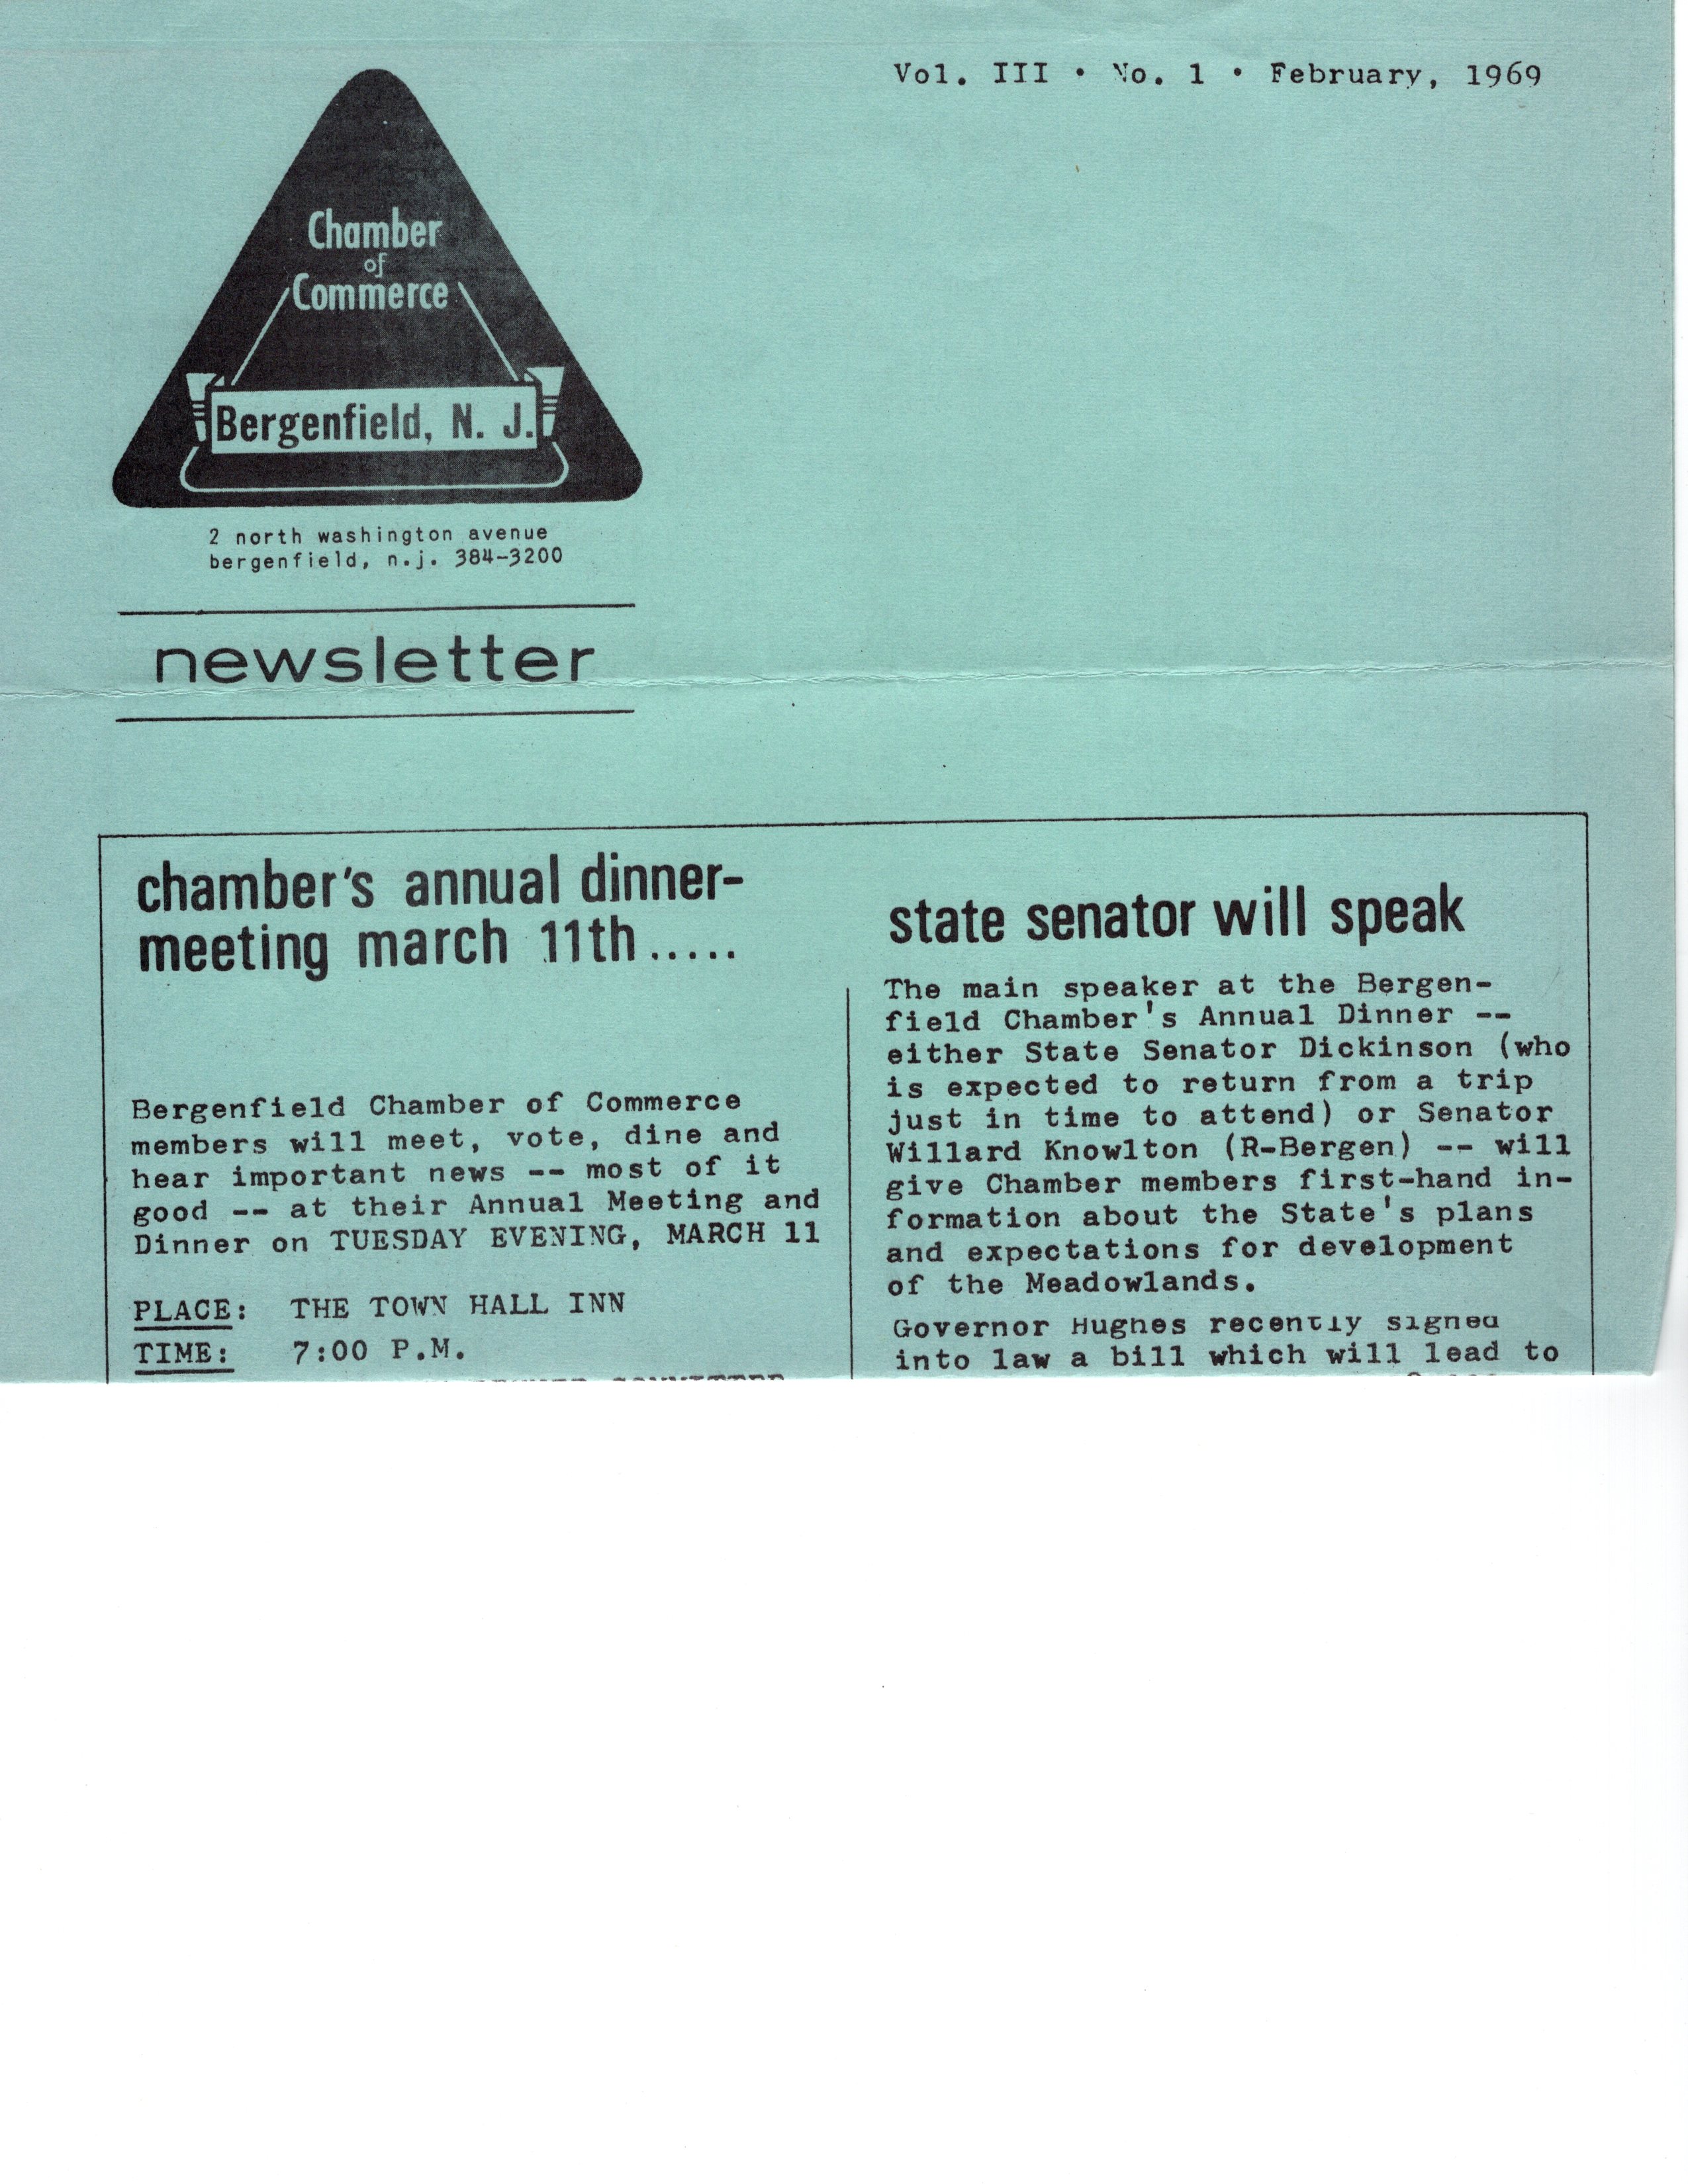 Vol. III • No. 1 • February, 1969
Chamber
of
Commerce
Bergenfield, N. J.
2 north washington avenue
bergenfield, n.j. 384-3200
newsletter
chamber's annual dinner-
meeting march 11th.....
Bergenfield Chamber of Commerce
members will meet, vote, dine and
hear important news -- most of it
good -- at their Annual Meeting and
Dinner on TUESDAY EVENING, MARCH 11
PLACE: THE TOWN HALL INN
TIME: 7:00 P.M.
COMMITTEE
state senator will speak
The main speaker at the Bergen-
field Chamber's Annual Dinner --
either State Senator Dickinson (who
is expected to return from a trip
just in time to attend) or Senator
Willard Knowlton (R-Bergen) -- will
give Chamber members first-hand in-
formation about the State's plans
and expectations for development
of the Meadowlands.
Governor Hughes recently signed
into law a bill which will lead to